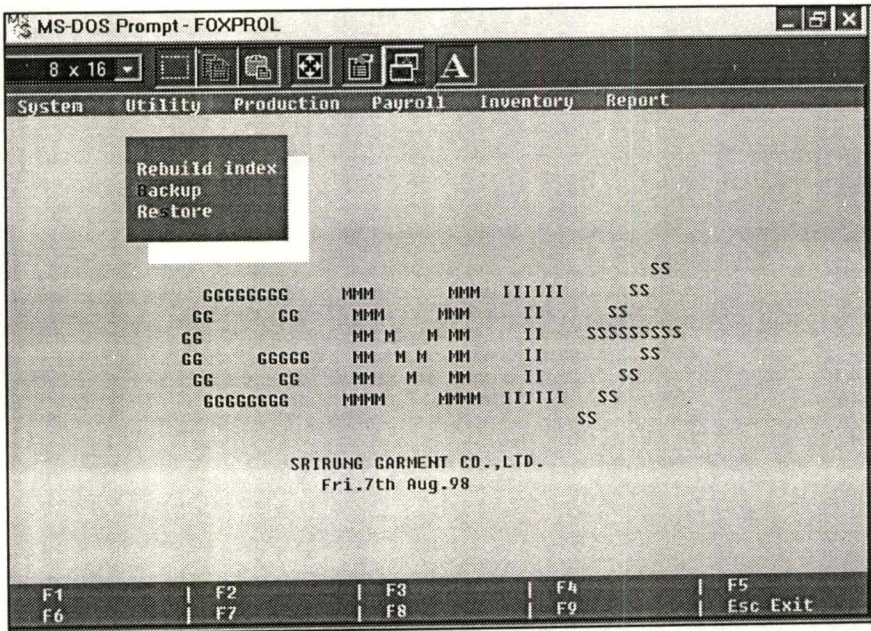 MS-DOS Prompt - FOXPROL
8 x 16
A
System Utility Production Payroll Inventory Report
Rebuild index
Backup
Restore
SS
GGGGGGGG MMM MMM IIIIII SS
GG GG MMM MMM II SS
GG MM M M MM II SSSSSSSSS
GG GGGGG MM M M MM II SS
GG GG MM M MM II SS
GGGGGGGG MMMM MMMM IIIIII SS
SS
SRIRUNG GARMENT CO.,LTD.
Fri.7th Aug.98
F1 | F2 | F3 | F4 | F5
F6 | F7 | F8 | F9 | Esc Exit